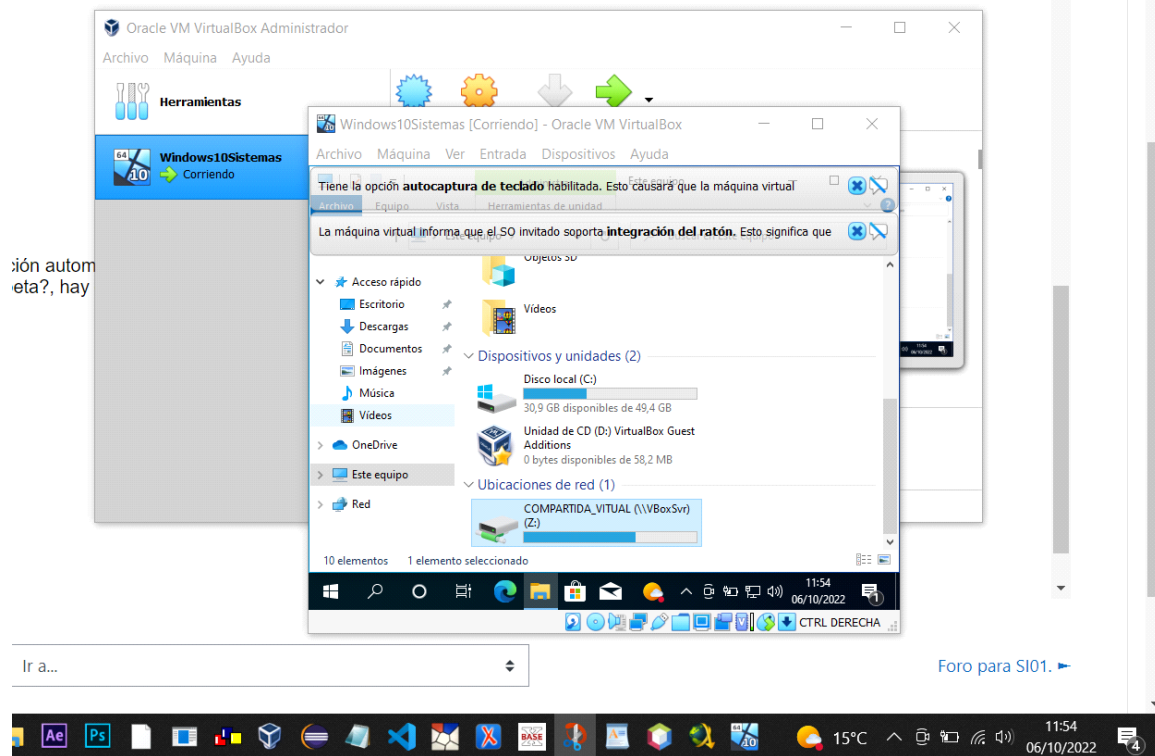 Oracle VM VirtualBox Administrador
Archivo Máquina Ayuda
Herramientas
Windows10Sistemas
Corriendo
ción autom
peta?, hay
Windows10Sistemas [Corriendo] - Oracle VM VirtualBox
Archivo Máquina Ver Entrada Dispositivos Ayuda
Tiene la opción autocaptura de teclado habilitada. Esto causará que la máquina virtual
Archivo Equipo Vista Herramientas de unidad
La máquina virtual informa que el SO invitado soporta integración del ratón. Esto significa que
Acceso rápido
Escritorio
Descargas
Documentos
Imágenes
Música
Vídeos
OneDrive
Este equipo
Red
Objetos 3D
Vídeos
Dispositivos y unidades (2)
Disco local (C:)
30,9 GB disponibles de 49,4 GB
Unidad de CD (D:) VirtualBox Guest
Additions
0 bytes disponibles de 58,2 MB
Ubicaciones de red (1)
COMPARTIDA_VITUAL (\\VBoxSvr)
(Z:)
10 elementos 1 elemento seleccionado
11:54
06/10/2022
1
CTRL DERECHA
Ir a...
Foro para SI01.
Ae
Ps
BASE
15°C
11:54
06/10/2022
4